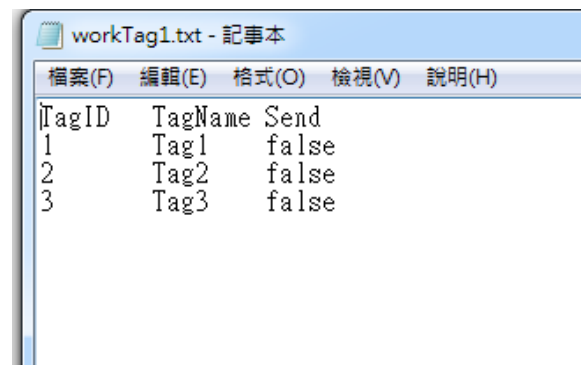 workTag1.txt - 記事本
檔案(F) 編輯(E) 格式(O) 檢視(V) 說明(H)
TagID TagName Send
1 Tag1 false
2 Tag2 false
3 Tag3 false